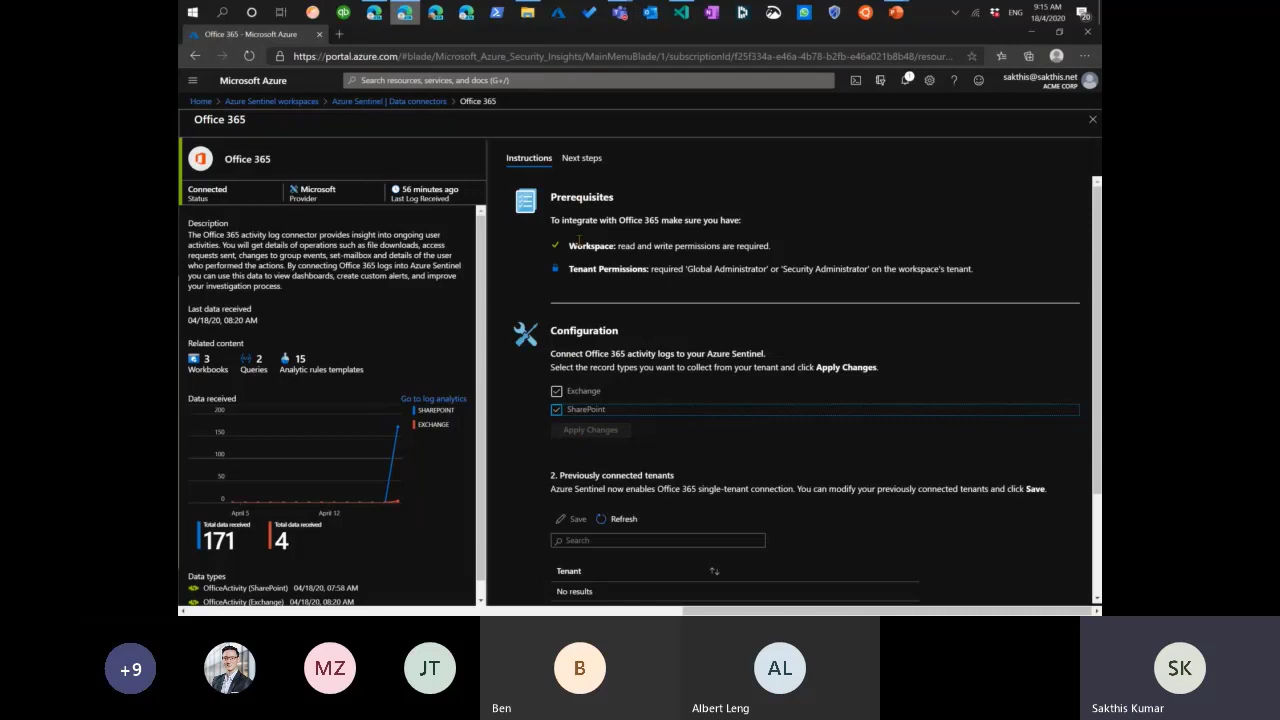 9:15 AM
ENG
18/4/2020
20
Office 365 - Microsoft Azure
https://portal.azure.com/#blade/Microsoft_Azure_Security_Insights/MainMenuBlade/1/subscriptionId/f25f334a-e46a-4b78-b2fb-e46a021b8b48/resour...
Microsoft Azure
Search resources, services, and docs (G+/)
1
sakthis@sakthis.net
ACME CORP
Home > Azure Sentinel workspaces > Azure Sentinel | Data connectors > Office 365
Office 365
Office 365
Connected
Status
Microsoft
Provider
56 minutes ago
Last Log Received
Description
The Office 365 activity log connector provides insight into ongoing user
activities. You will get details of operations such as file downloads, access
requests sent, changes to group events, set-mailbox and details of the user
who performed the actions. By connecting Office 365 logs into Azure Sentinel
you can use this data to view dashboards, create custom alerts, and improve
your investigation process.
Last data received
04/18/20, 08:20 AM
Related content
3
Workbooks
2
Queries
15
Analytic rules templates
Data received
Go to log analytics
200
150
100
50
0
April 5
April 12
SHAREPOINT
EXCHANGE
Total data received
171
Total data received
4
Data types
OfficeActivity (SharePoint) 04/18/20, 07:58 AM
OfficeActivity (Exchange) 04/18/20, 08:20 AM
Instructions
Next steps
Prerequisites
To integrate with Office 365 make sure you have:
Workspace: read and write permissions are required.
Tenant Permissions: required 'Global Administrator' or 'Security Administrator' on the workspace's tenant.
Configuration
Connect Office 365 activity logs to your Azure Sentinel.
Select the record types you want to collect from your tenant and click Apply Changes.
Exchange
SharePoint
Apply Changes
2. Previously connected tenants
Azure Sentinel now enables Office 365 single-tenant connection. You can modify your previously connected tenants and click Save.
Save
Refresh
Search
Tenant
No results
+9
MZ
JT
B
Ben
AL
Albert Leng
SK
Sakthis Kumar